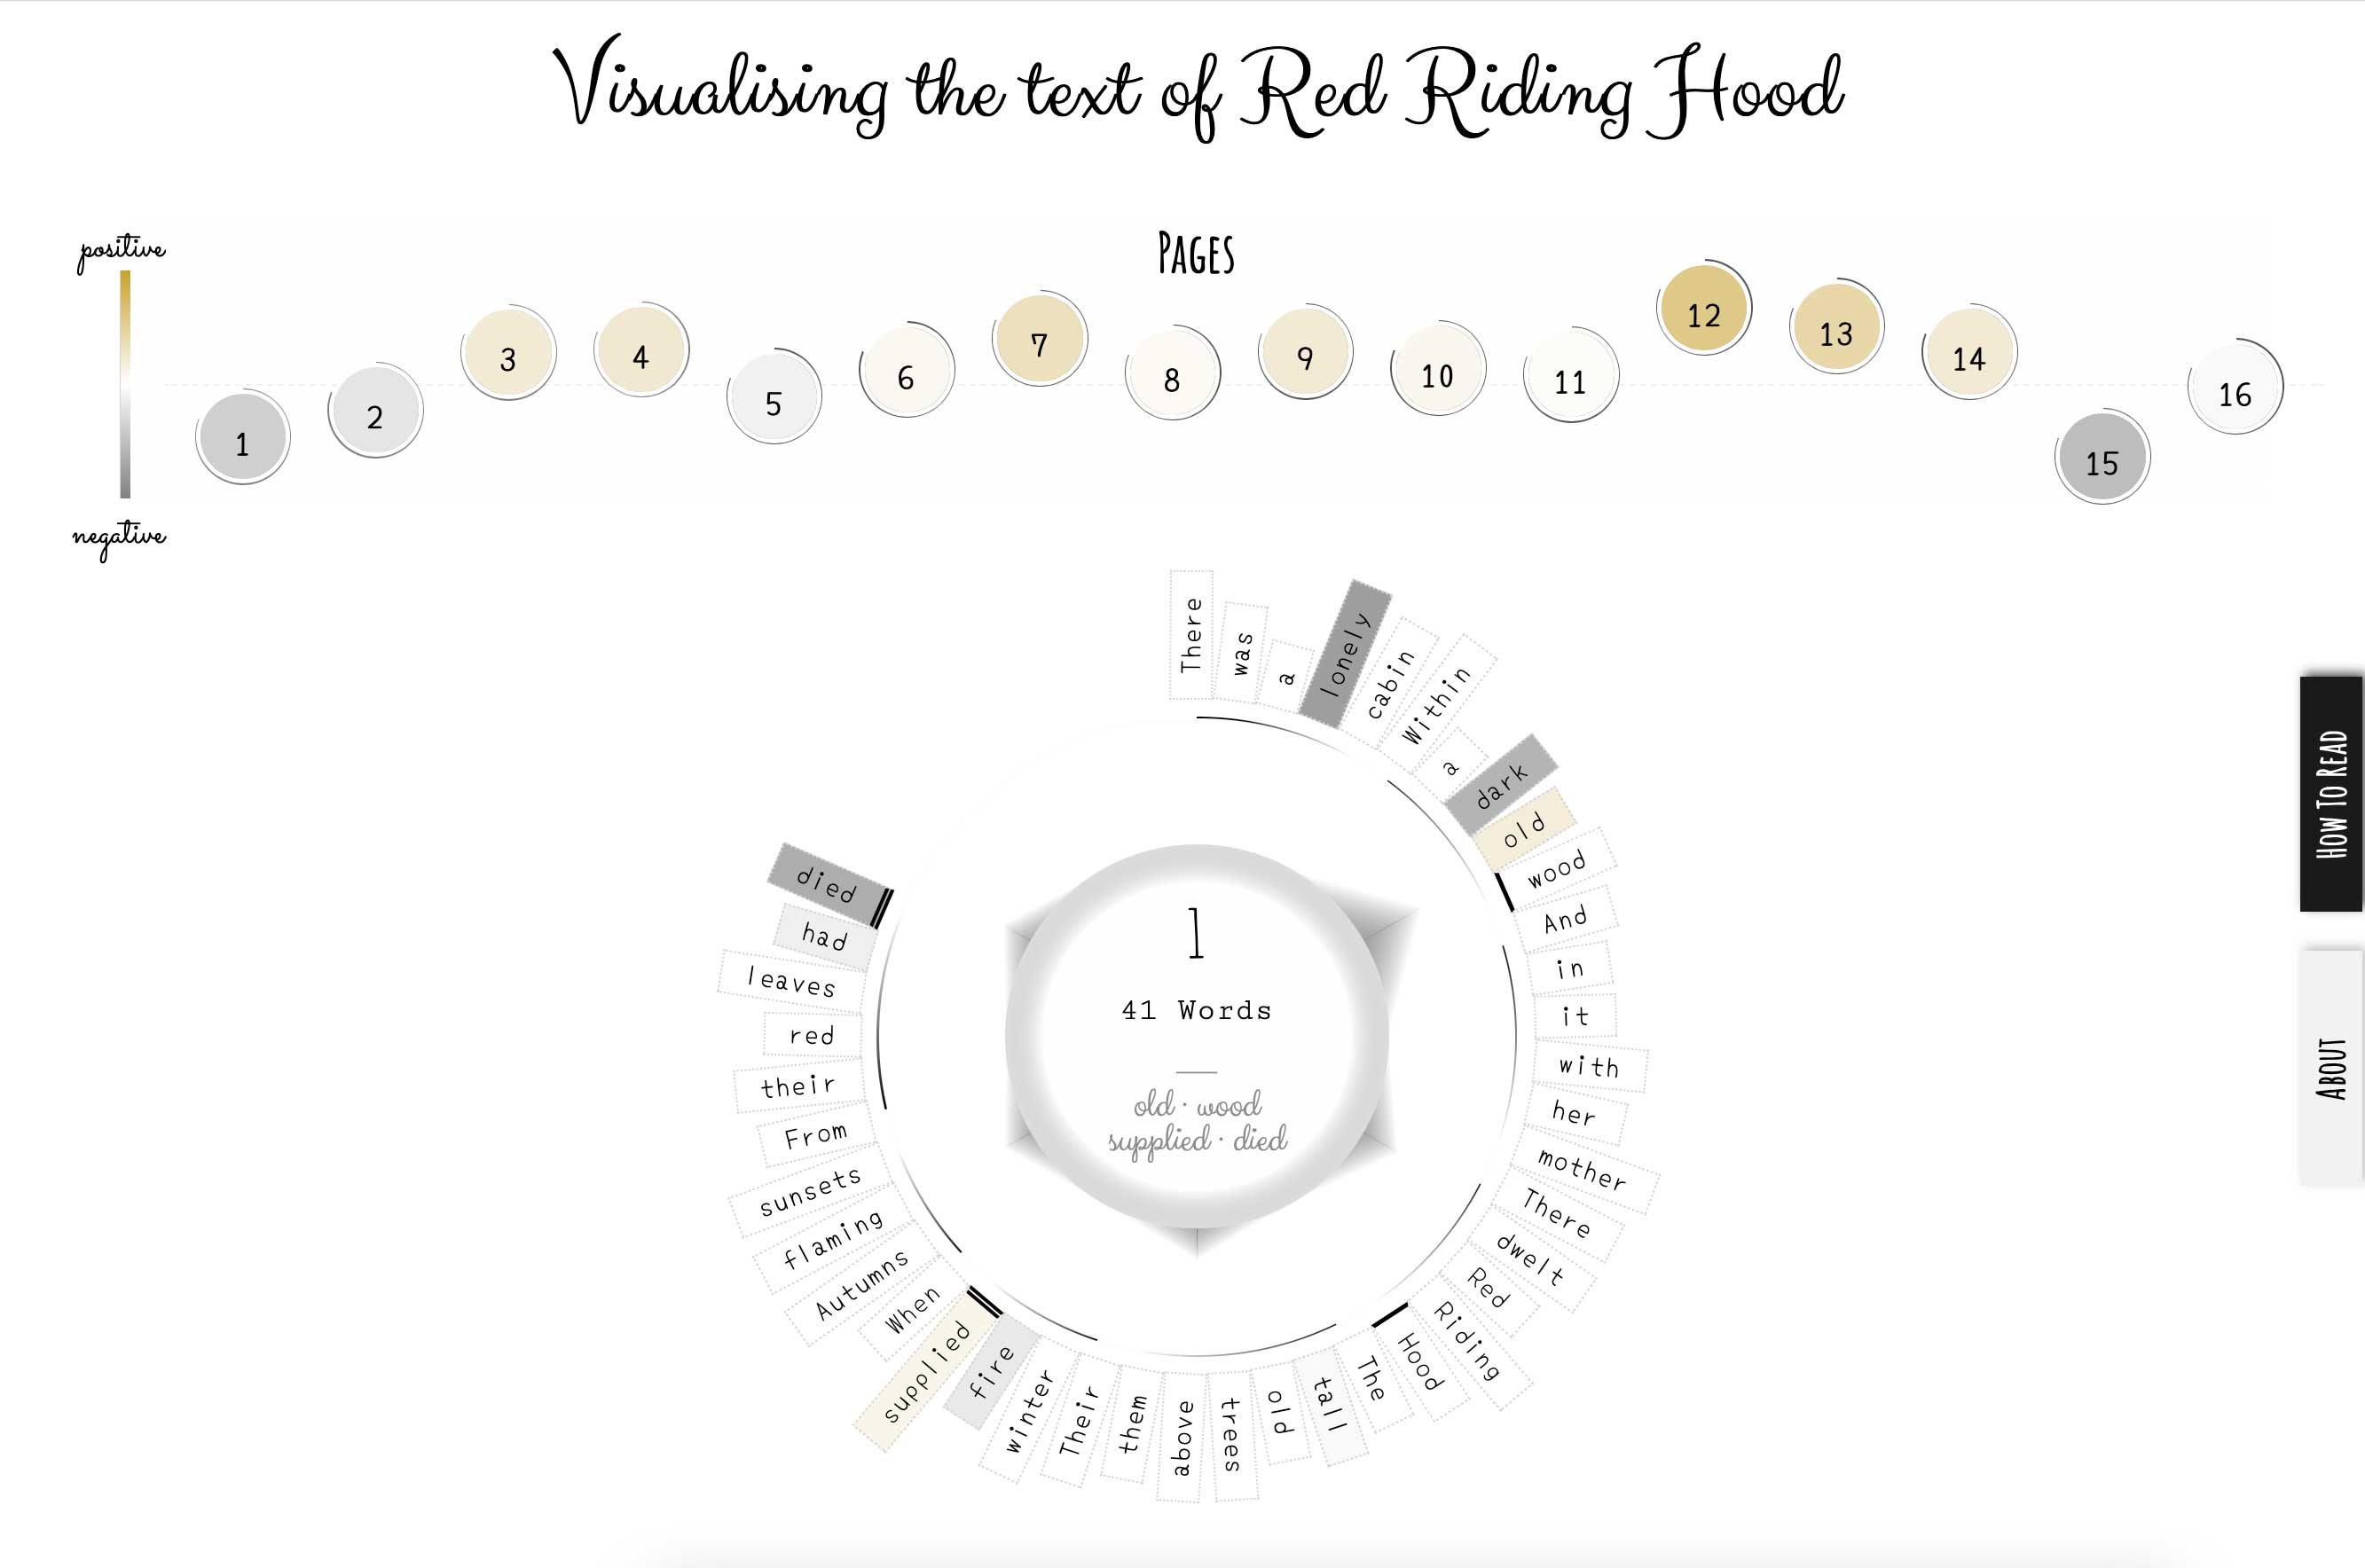 Visualising the text of Red Riding Hood
Pages
positive
negative
1
2
3
4
5
6
7
8
9
10
11
12
13
14
15
16
There
was
a
lonely
cabin
Within
a
dark
old
wood
And
in
it
with
her
mother
There
dwelt
Red
Riding
Hood
The
tall
old
trees
above
them
Their
winter
fire
supplied
When
Autumns
flaming
sunsets
From
their
red
leaves
had
died
1
41 Words
old · wood
supplied · died
How To Read
About